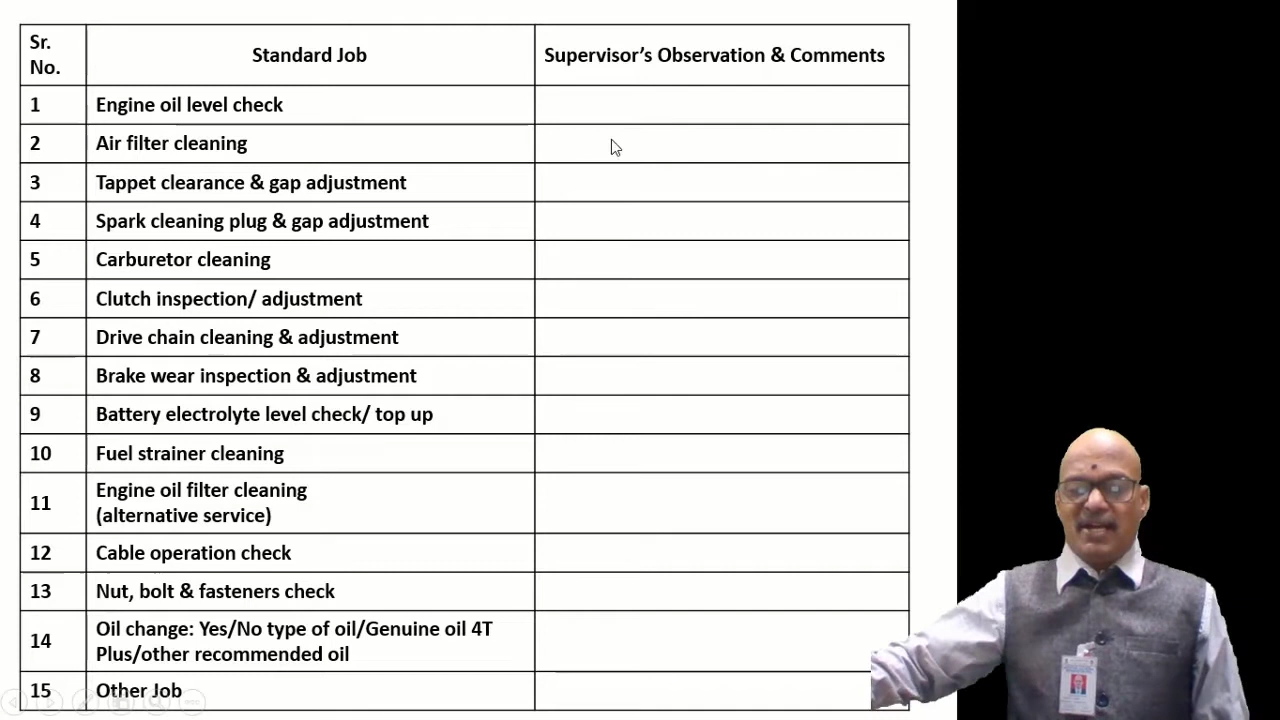 Sr. No.
Standard Job
Supervisor's Observation & Comments
1 Engine oil level check
2 Air filter cleaning
3 Tappet clearance & gap adjustment
4 Spark cleaning plug & gap adjustment
5 Carburetor cleaning
6 Clutch inspection/ adjustment
7 Drive chain cleaning & adjustment
8 Brake wear inspection & adjustment
9 Battery electrolyte level check/ top up
10 Fuel strainer cleaning
11 Engine oil filter cleaning
(alternative service)
12 Cable operation check
13 Nut, bolt & fasteners check
14 Oil change: Yes/No type of oil/Genuine oil 4T
Plus/other recommended oil
15 Other Job